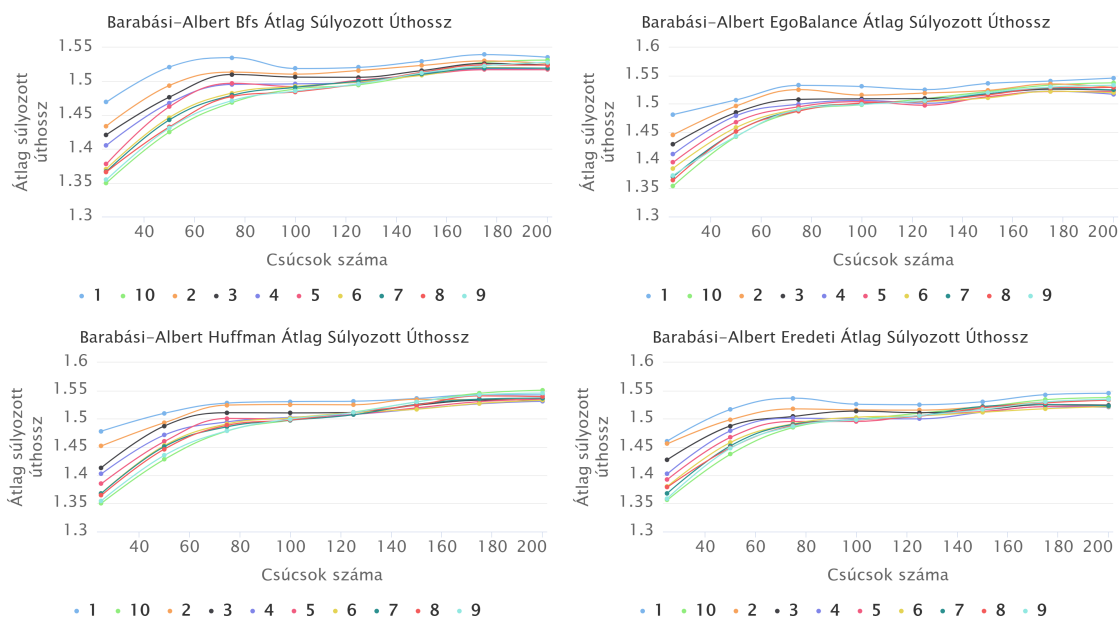 Barabási-Albert Bfs Átlag Súlyozott Úthossz
1.55
1.5
1.45
1.4
1.35
1.3
Átlag súlyozott
úthossz
40 60 80 100 120 140 160 180 200
Csúcsok száma
1 10 2 3 4 5 6 7 8 9
Barabási-Albert EgoBalance Átlag Súlyozott Úthossz
1.6
1.55
1.5
1.45
1.4
1.35
1.3
Átlag súlyozott
úthossz
40 60 80 100 120 140 160 180 200
Csúcsok száma
1 10 2 3 4 5 6 7 8 9
Barabási-Albert Huffman Átlag Súlyozott Úthossz
1.6
1.55
1.5
1.45
1.4
1.35
1.3
Átlag súlyozott
úthossz
40 60 80 100 120 140 160 180 200
Csúcsok száma
1 10 2 3 4 5 6 7 8 9
Barabási-Albert Eredeti Átlag Súlyozott Úthossz
1.6
1.55
1.5
1.45
1.4
1.35
1.3
Átlag súlyozott
úthossz
40 60 80 100 120 140 160 180 200
Csúcsok száma
1 10 2 3 4 5 6 7 8 9